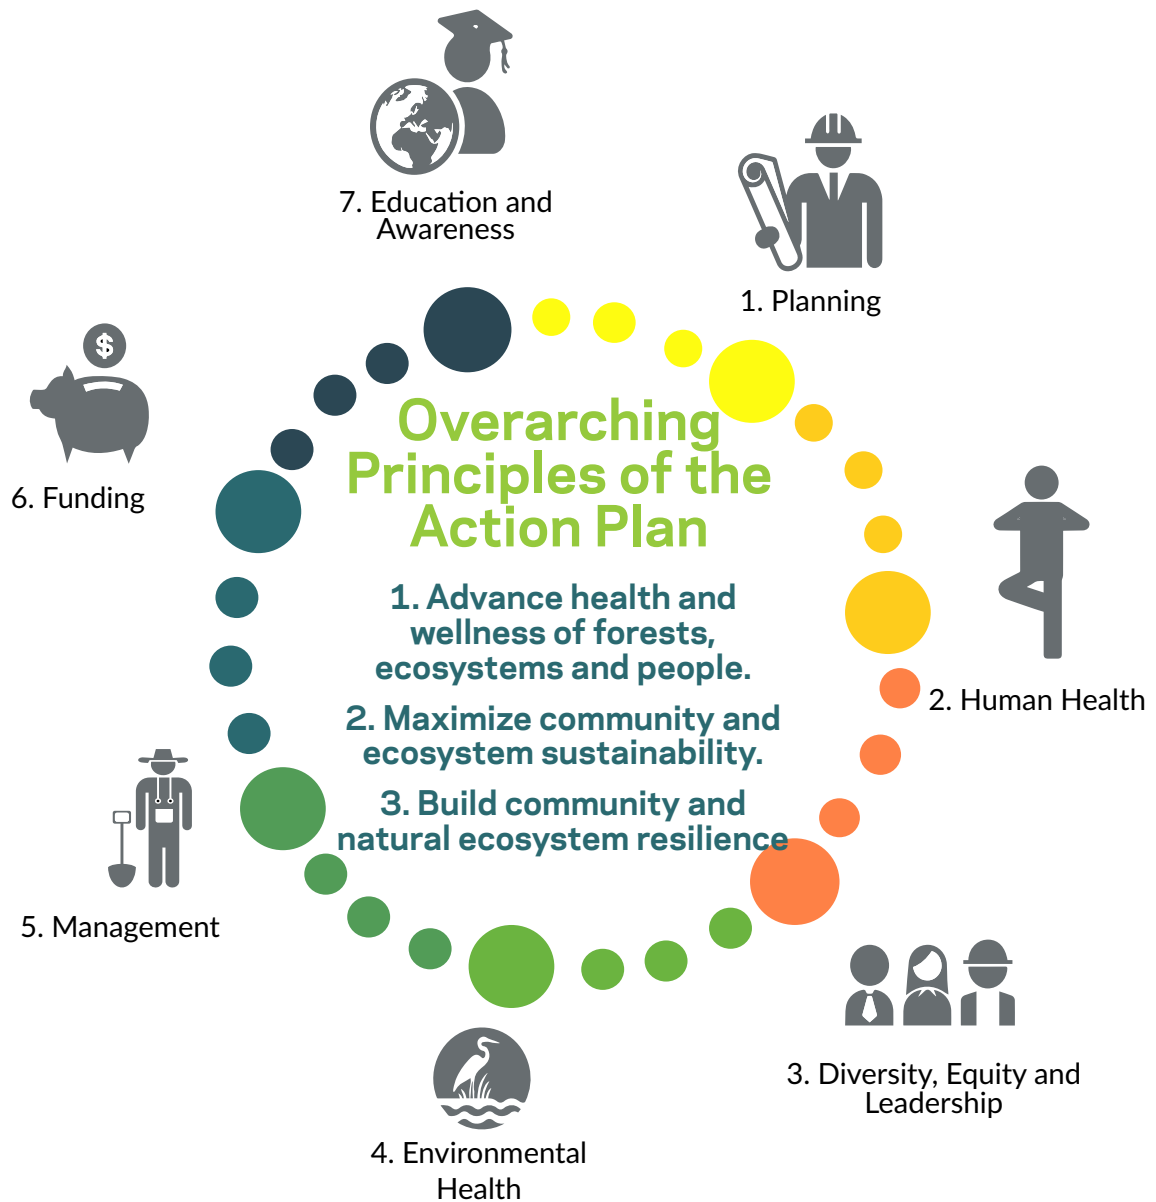 7. Education and
Awareness
1. Planning
$
6. Funding
Overarching
Principles of the
Action Plan
1. Advance health and
wellness of forests,
ecosystems and people.
2. Maximize community and
ecosystem sustainability.
3. Build community and
natural ecosystem resilience
2. Human Health
5. Management
3. Diversity, Equity and
Leadership
4. Environmental
Health